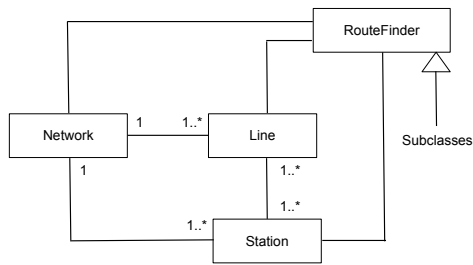 RouteFinder
Subclasses
Network
1
1..*
Line
1
1..*
1..*
1..*
Station